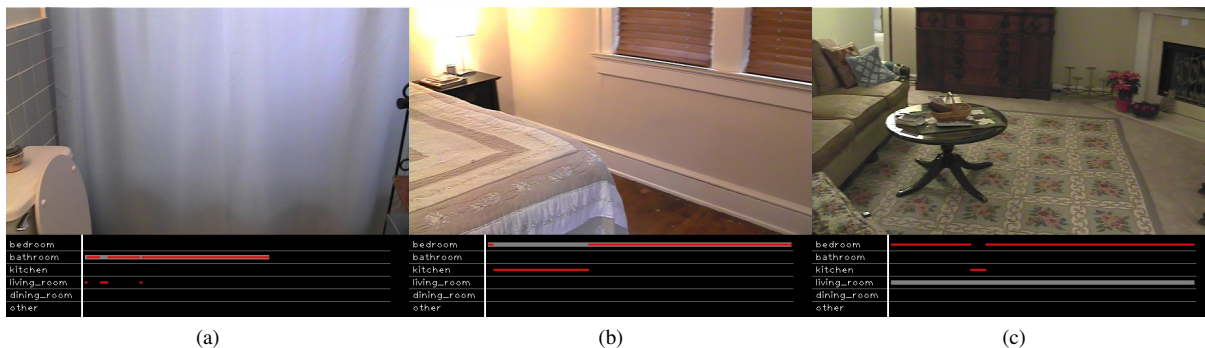 bedroom
bathroom
kitchen
living_room
dining_room
other
bedroom
bathroom
kitchen
living_room
dining_room
other
bedroom
bathroom
kitchen
living_room
dining_room
other
(a)
(b)
(c)